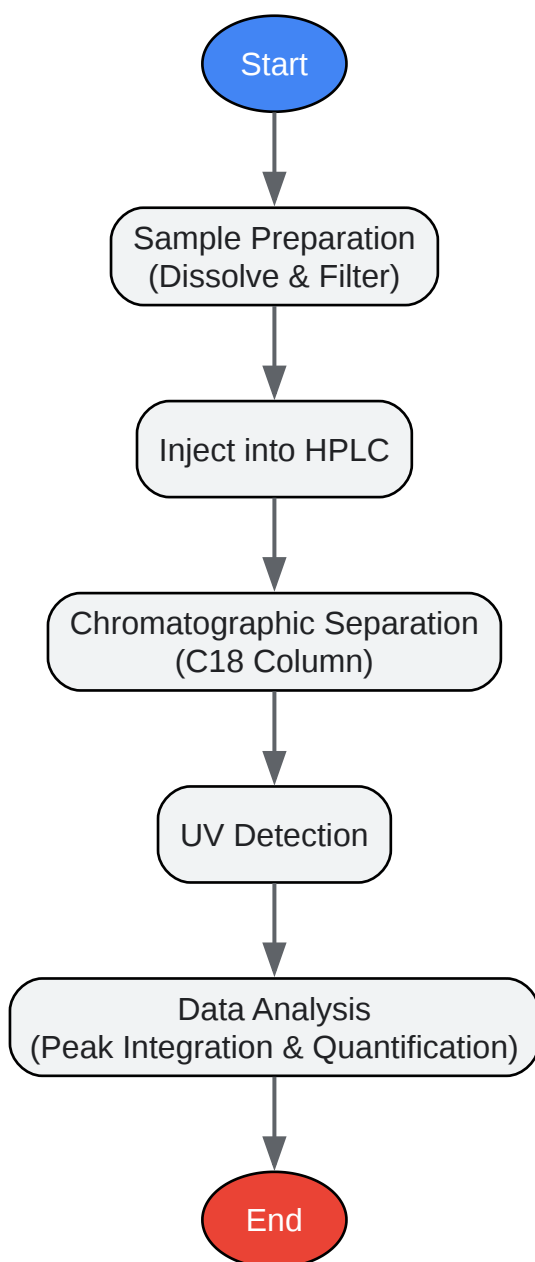 Start
Sample Preparation
(Dissolve & Filter)
Inject into HPLC
Chromatographic Separation
(C18 Column)
UV Detection
Data Analysis
(Peak Integration & Quantification)
End